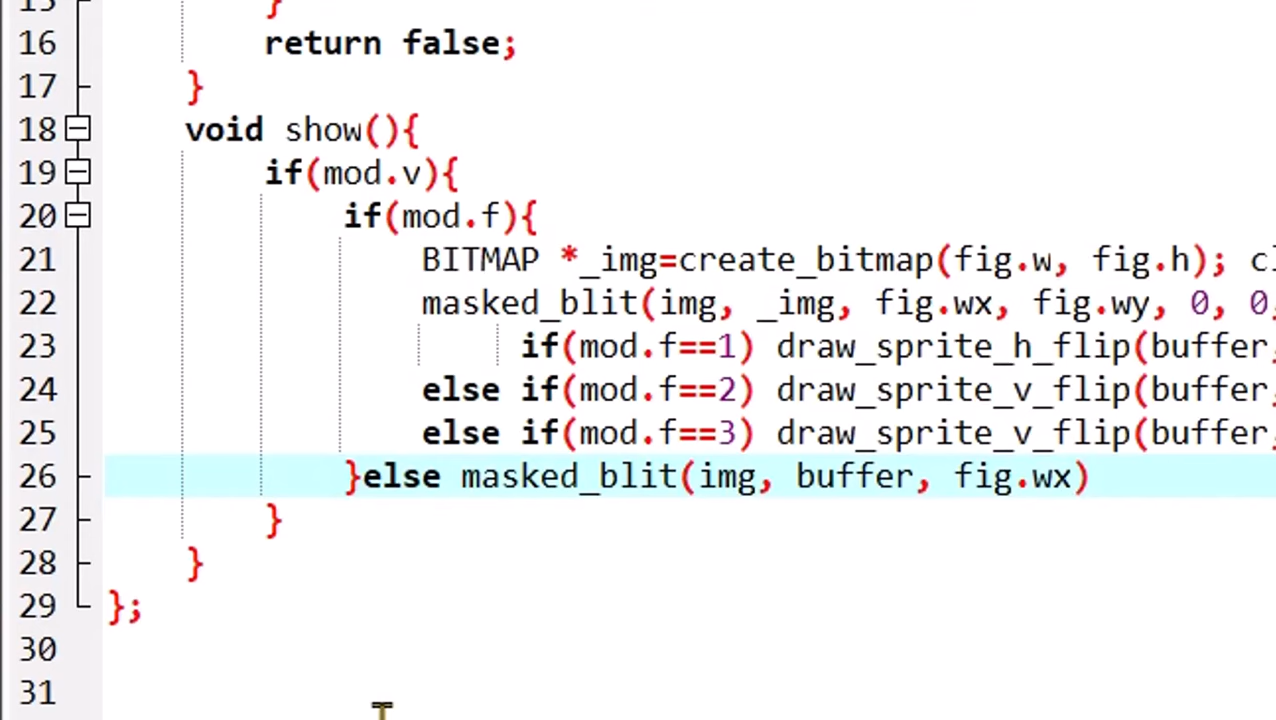 15 }
16 return false;
17 }
18 void show(){
19 if(mod.v){
20 if(mod.f){
21 BITMAP *_img=create_bitmap(fig.w, fig.h);
22 masked_blit(img, _img, fig.wx, fig.wy, 0, 0,
23 if(mod.f==1) draw_sprite_h_flip(buffer,
24 else if(mod.f==2) draw_sprite_v_flip(buffer,
25 else if(mod.f==3) draw_sprite_v_flip(buffer,
26 }else masked_blit(img, buffer, fig.wx)
27 }
28 }
29 };
30
31